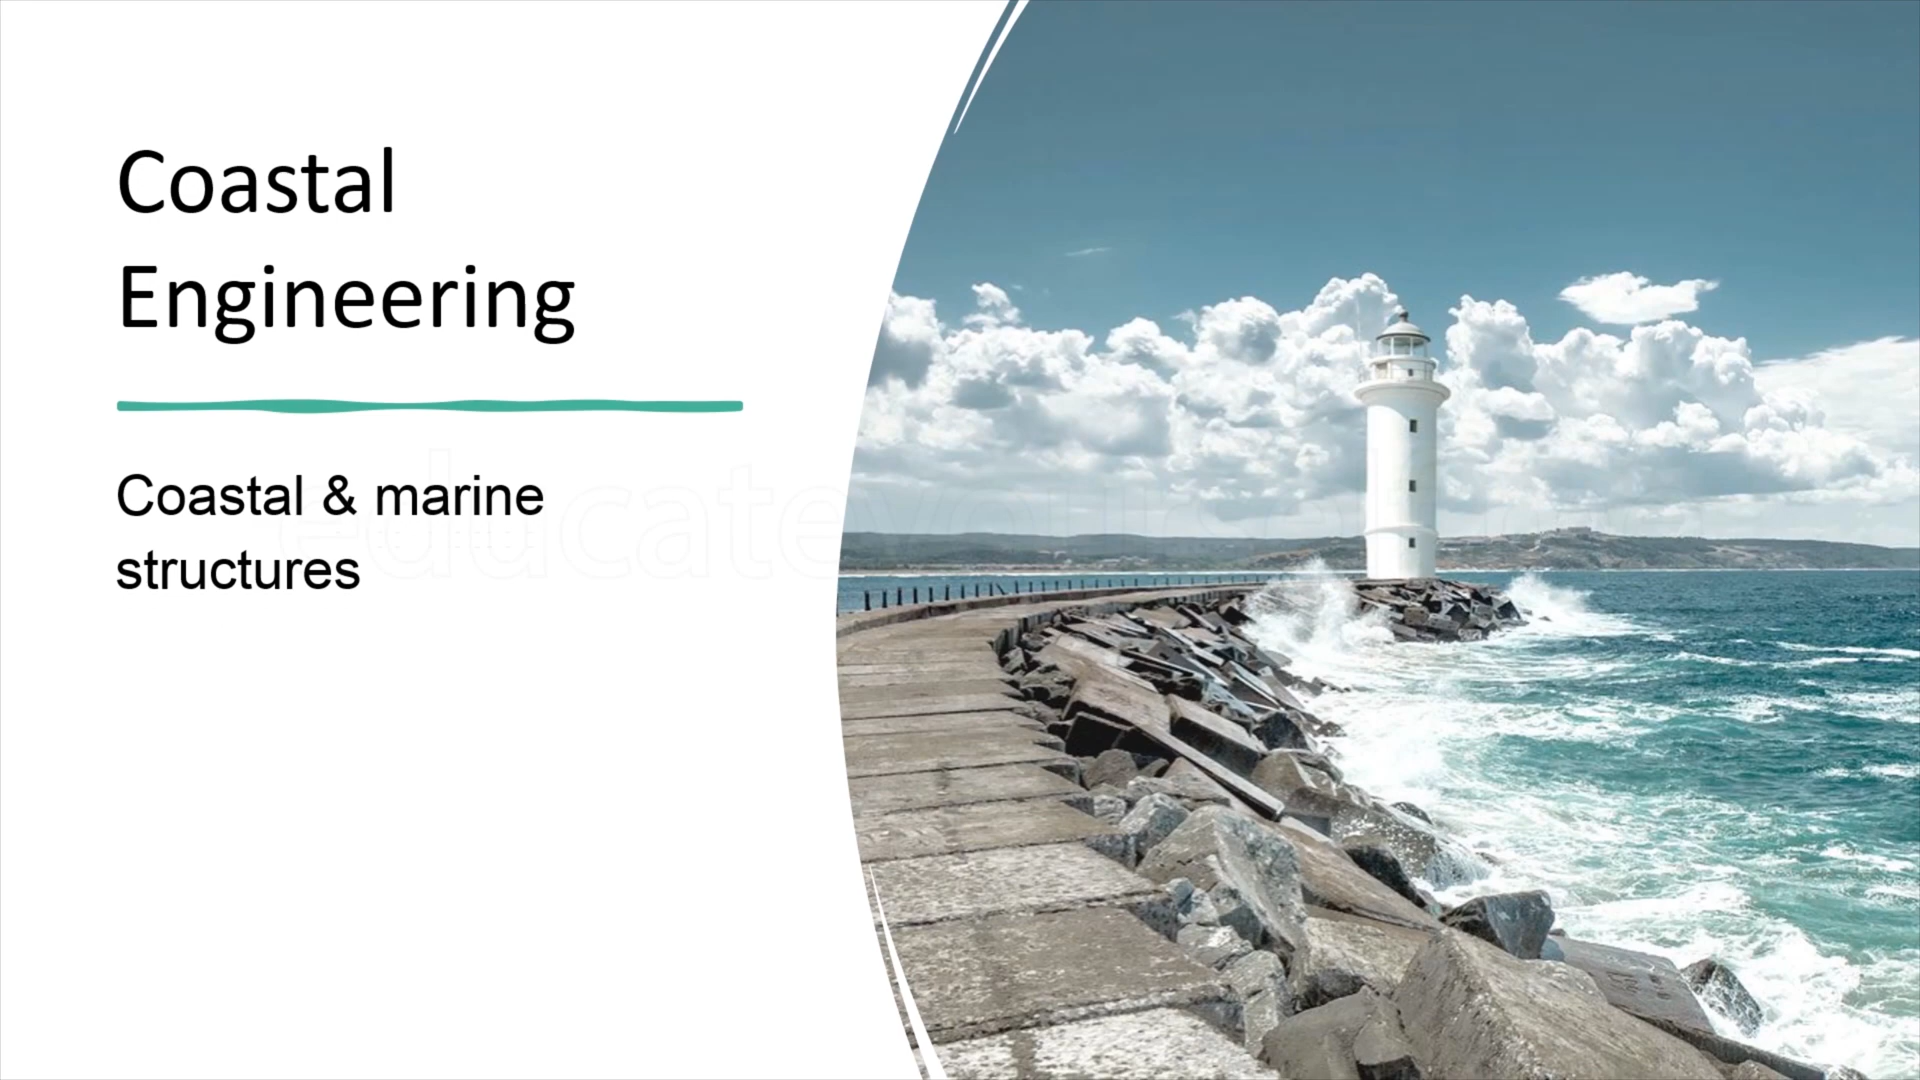 Coastal
Engineering
Coastal & marine
structures